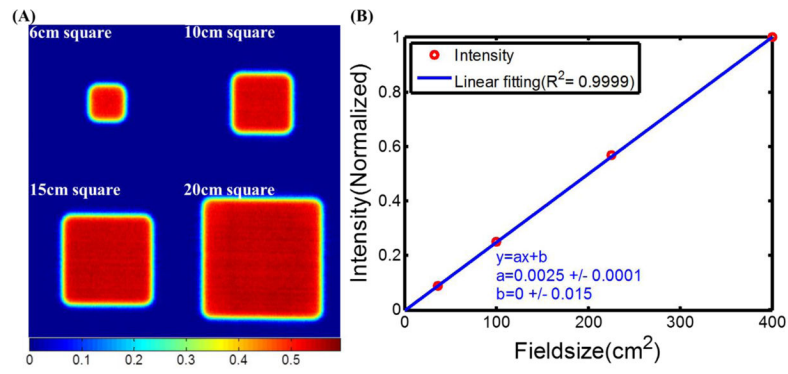 (A)
6cm square
10cm square
15cm square
20cm square
0 0.1 0.2 0.3 0.4 0.5
(B)
Intensity(Normalized)
1
0.8
0.6
0.4
0.2
0
Intensity
Linear fitting(R²= 0.9999)
y=ax+b
a=0.0025 +/- 0.0001
b=0 +/- 0.015
0 100 200 300 400
Fieldsize(cm²)